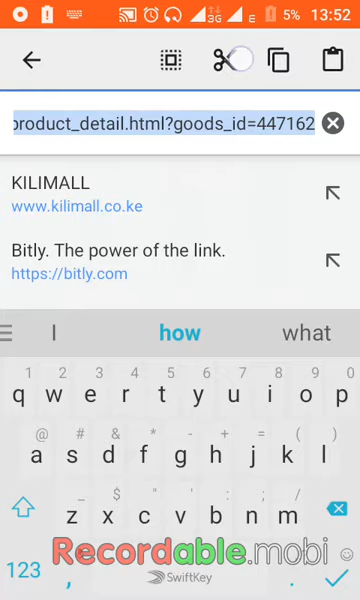 3G E 5% 13:52
product_detail.html?goods_id=447162
KILIMALL
www.kilimall.co.ke
Bitly. The power of the link.
https://bitly.com
I how what
1 2 3 4 5 6 7 8 9 0
q w e r t y u i o p
@ # & * - + = ( )
a s d f g h j k l
_ $ " ' : ; /
z x c v b n m
Recordable.mobi
123 , SwiftKey .